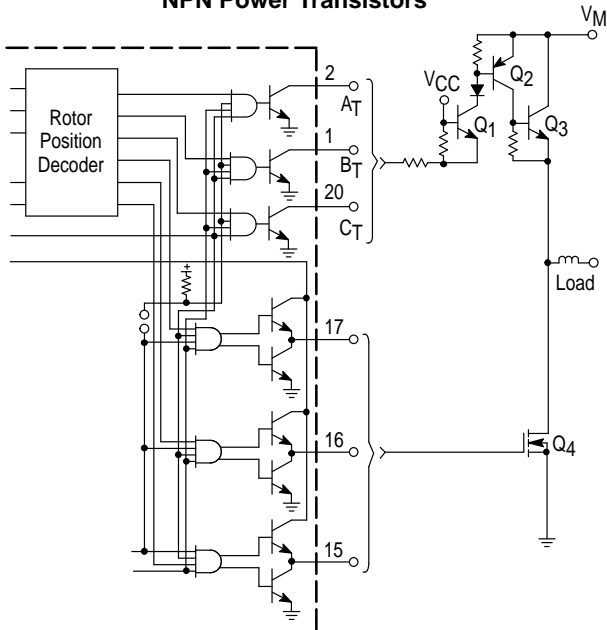 NPN Power Transistors
VM
2
VCC
Q2
AT
Q1
Q3
Rotor
Position
Decoder
1
BT
20
CT
+
Load
17
16
Q4
15